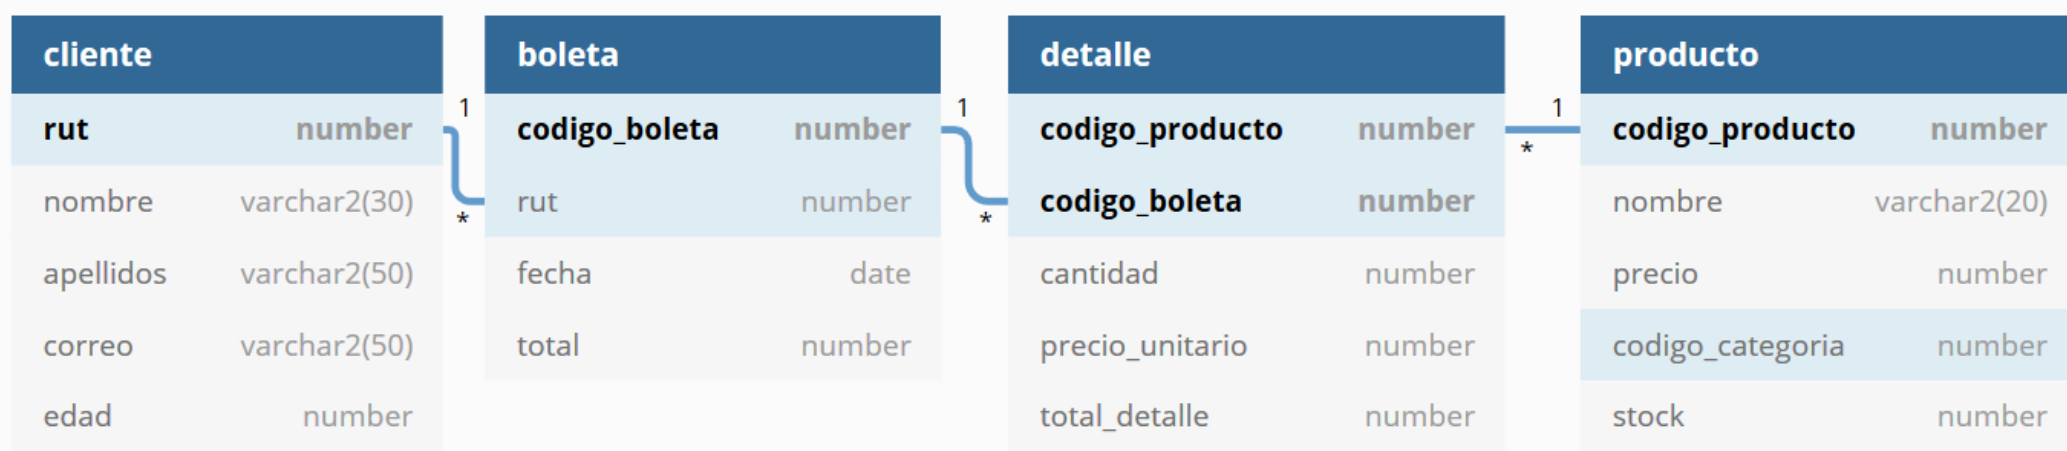 cliente
rut number
nombre varchar2(30)
apellidos varchar2(50)
correo varchar2(50)
edad number
1
*
boleta
codigo_boleta number
rut number
fecha date
total number
1
*
detalle
codigo_producto number
codigo_boleta number
cantidad number
precio_unitario number
total_detalle number
1
*
producto
codigo_producto number
nombre varchar2(20)
precio number
codigo_categoria number
stock number